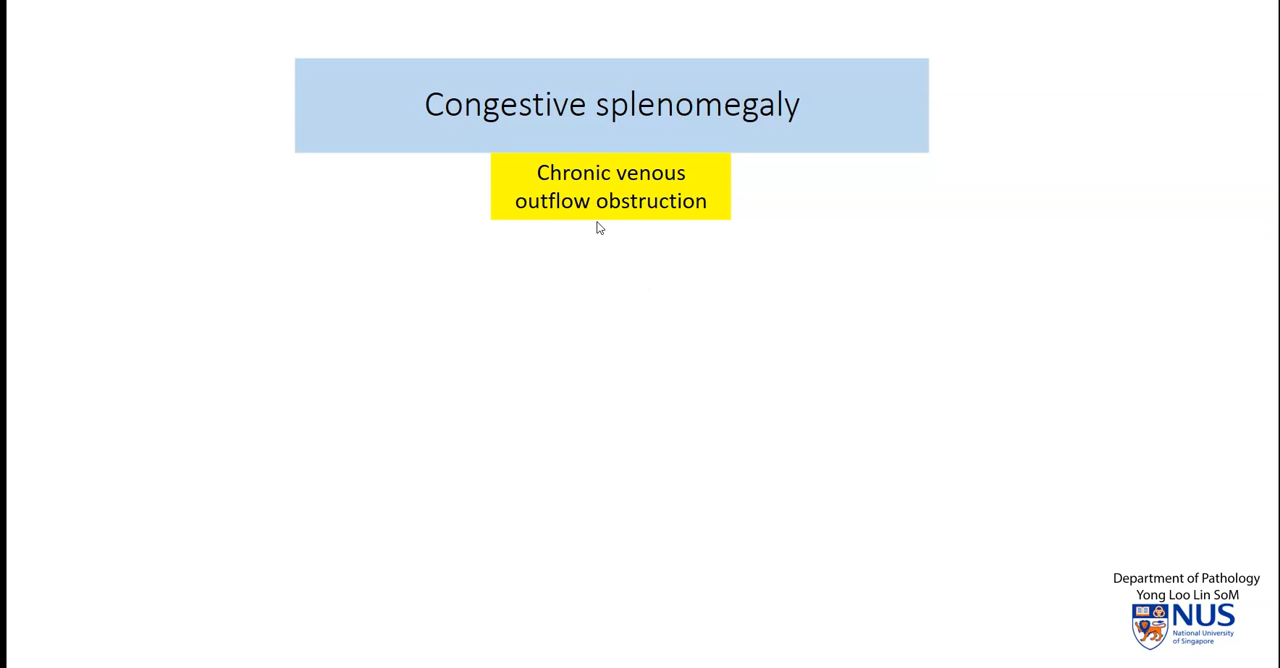 Congestive splenomegaly
Chronic venous
outflow obstruction
Department of Pathology
Yong Loo Lin SoM
NUS
National University
of Singapore